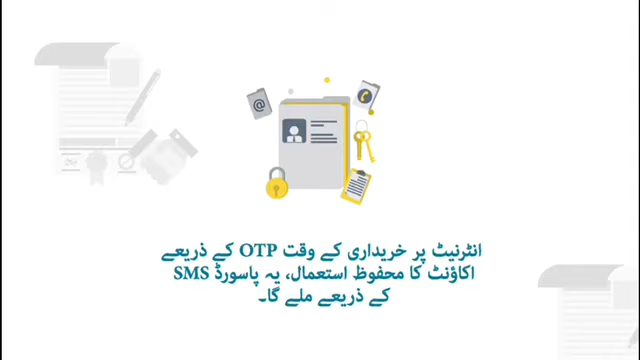 انٹرنیٹ پر خریداری کے وقت OTP کے ذریعے
اکاؤنٹ کا محفوظ استعمال، یہ پاسورڈ SMS
کے ذریعے ملے گا۔